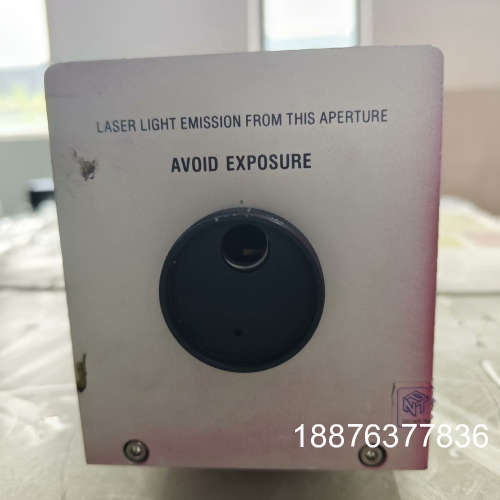 LASER LIGHT EMISSION FROM THIS APERTURE
AVOID EXPOSURE
18876377836